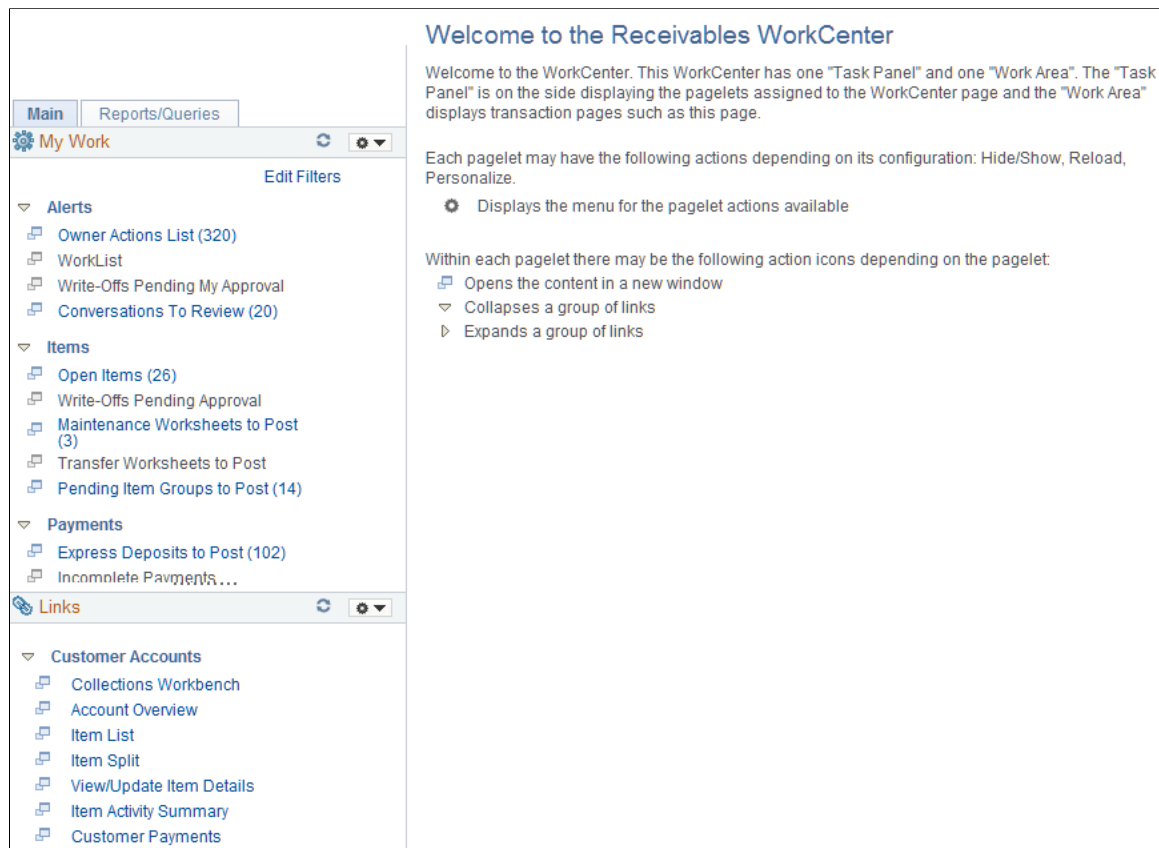 Main
Reports/Queries
My Work
Edit Filters
Alerts
Owner Actions List (320)
WorkList
Write-Offs Pending My Approval
Conversations To Review (20)
Items
Open Items (26)
Write-Offs Pending Approval
Maintenance Worksheets to Post
(3)
Transfer Worksheets to Post
Pending Item Groups to Post (14)
Payments
Express Deposits to Post (102)
Incomplete Payments...
Links
Customer Accounts
Collections Workbench
Account Overview
Item List
Item Split
View/Update Item Details
Item Activity Summary
Customer Payments
Welcome to the Receivables WorkCenter
Welcome to the WorkCenter. This WorkCenter has one "Task Panel" and one "Work Area". The "Task
Panel" is on the side displaying the pagelets assigned to the WorkCenter page and the "Work Area"
displays transaction pages such as this page.
Each pagelet may have the following actions depending on its configuration: Hide/Show, Reload,
Personalize.
Displays the menu for the pagelet actions available
Within each pagelet there may be the following action icons depending on the pagelet:
Opens the content in a new window
Collapses a group of links
Expands a group of links